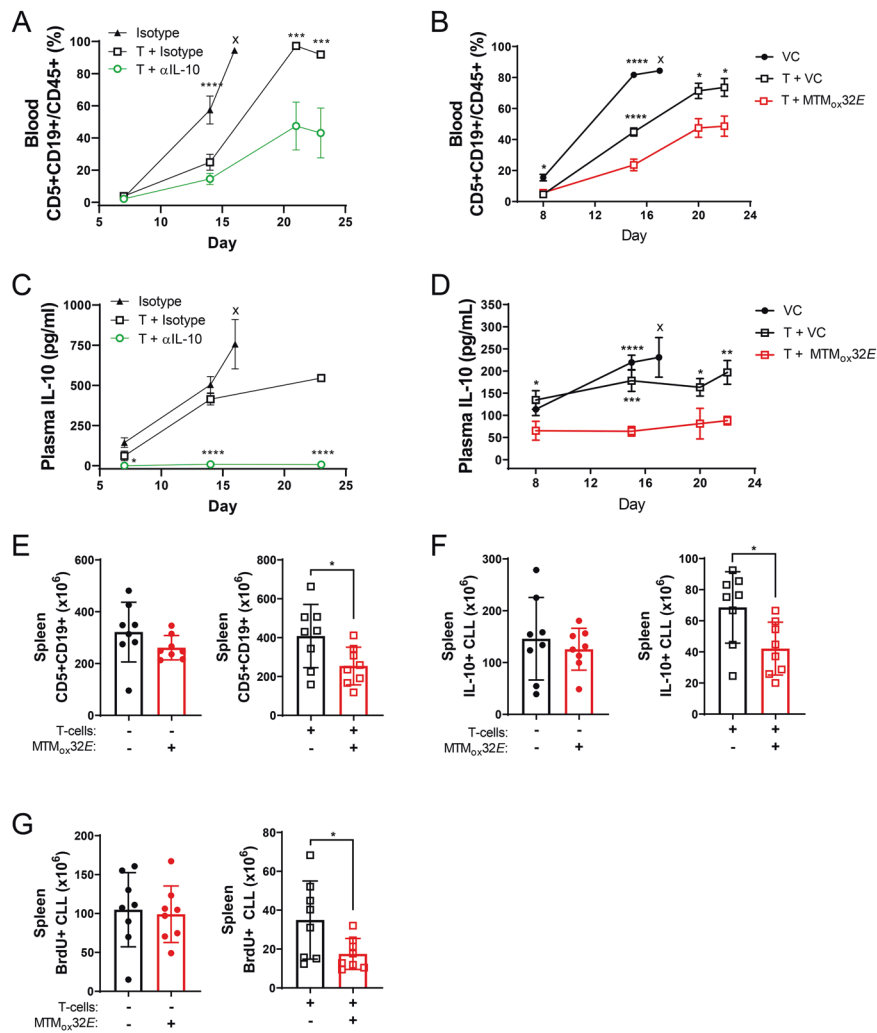 A
Blood
CD5+CD19+/CD45+ (%)
100
80
60
40
20
0
5
10
15
20
25
Day
Isotype
T + Isotype
T + αIL-10
****
X
***
***
B
Blood
CD5+CD19+/CD45+ (%)
100
80
60
40
20
0
8
12
16
20
24
Day
VC
T + VC
T + MTMox32E
*
****
X
****
*
*
C
Plasma IL-10 (pg/ml)
1000
750
500
250
0
5
10
15
20
25
Day
Isotype
T + Isotype
T + αIL-10
X
*
****
****
D
Plasma IL-10 (pg/mL)
350
300
250
200
150
100
50
0
8
12
16
20
24
Day
VC
T + VC
T + MTMox32E
*
****
X
***
*
**
E
Spleen
CD5+CD19+ (x10⁶)
600
400
200
0
Spleen
CD5+CD19+ (x10⁶)
800
600
400
200
0
*
T-cells: - - + +
MTMox32E: - + - +
F
Spleen
IL-10+ CLL (x10⁶)
300
200
100
0
Spleen
IL-10+ CLL (x10⁶)
100
80
60
40
20
0
*
T-cells: - - + +
MTMox32E: - + - +
G
Spleen
BrdU+ CLL (x10⁶)
200
150
100
50
0
Spleen
BrdU+ CLL (x10⁶)
80
60
40
20
0
*
T-cells: - - + +
MTMox32E: - + - +